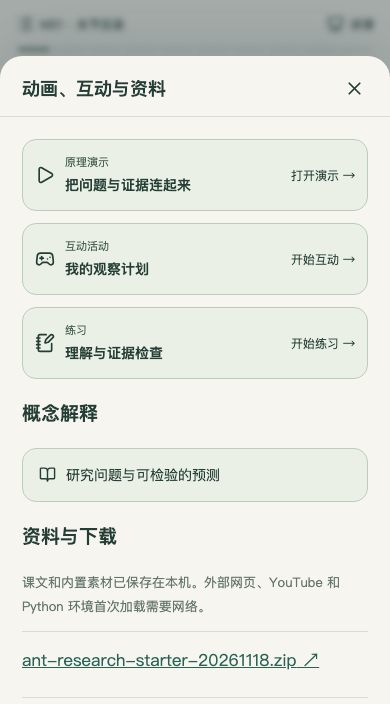 动画、互动与资料
原理演示
把问题与证据连起来
打开演示 →
互动活动
我的观察计划
开始互动 →
练习
理解与证据检查
开始练习 →
概念解释
研究问题与可检验的预测
资料与下载
课文和内置素材已保存在本机。外部网页、YouTube 和
Python 环境首次加载需要网络。
ant-research-starter-20261118.zip ↗